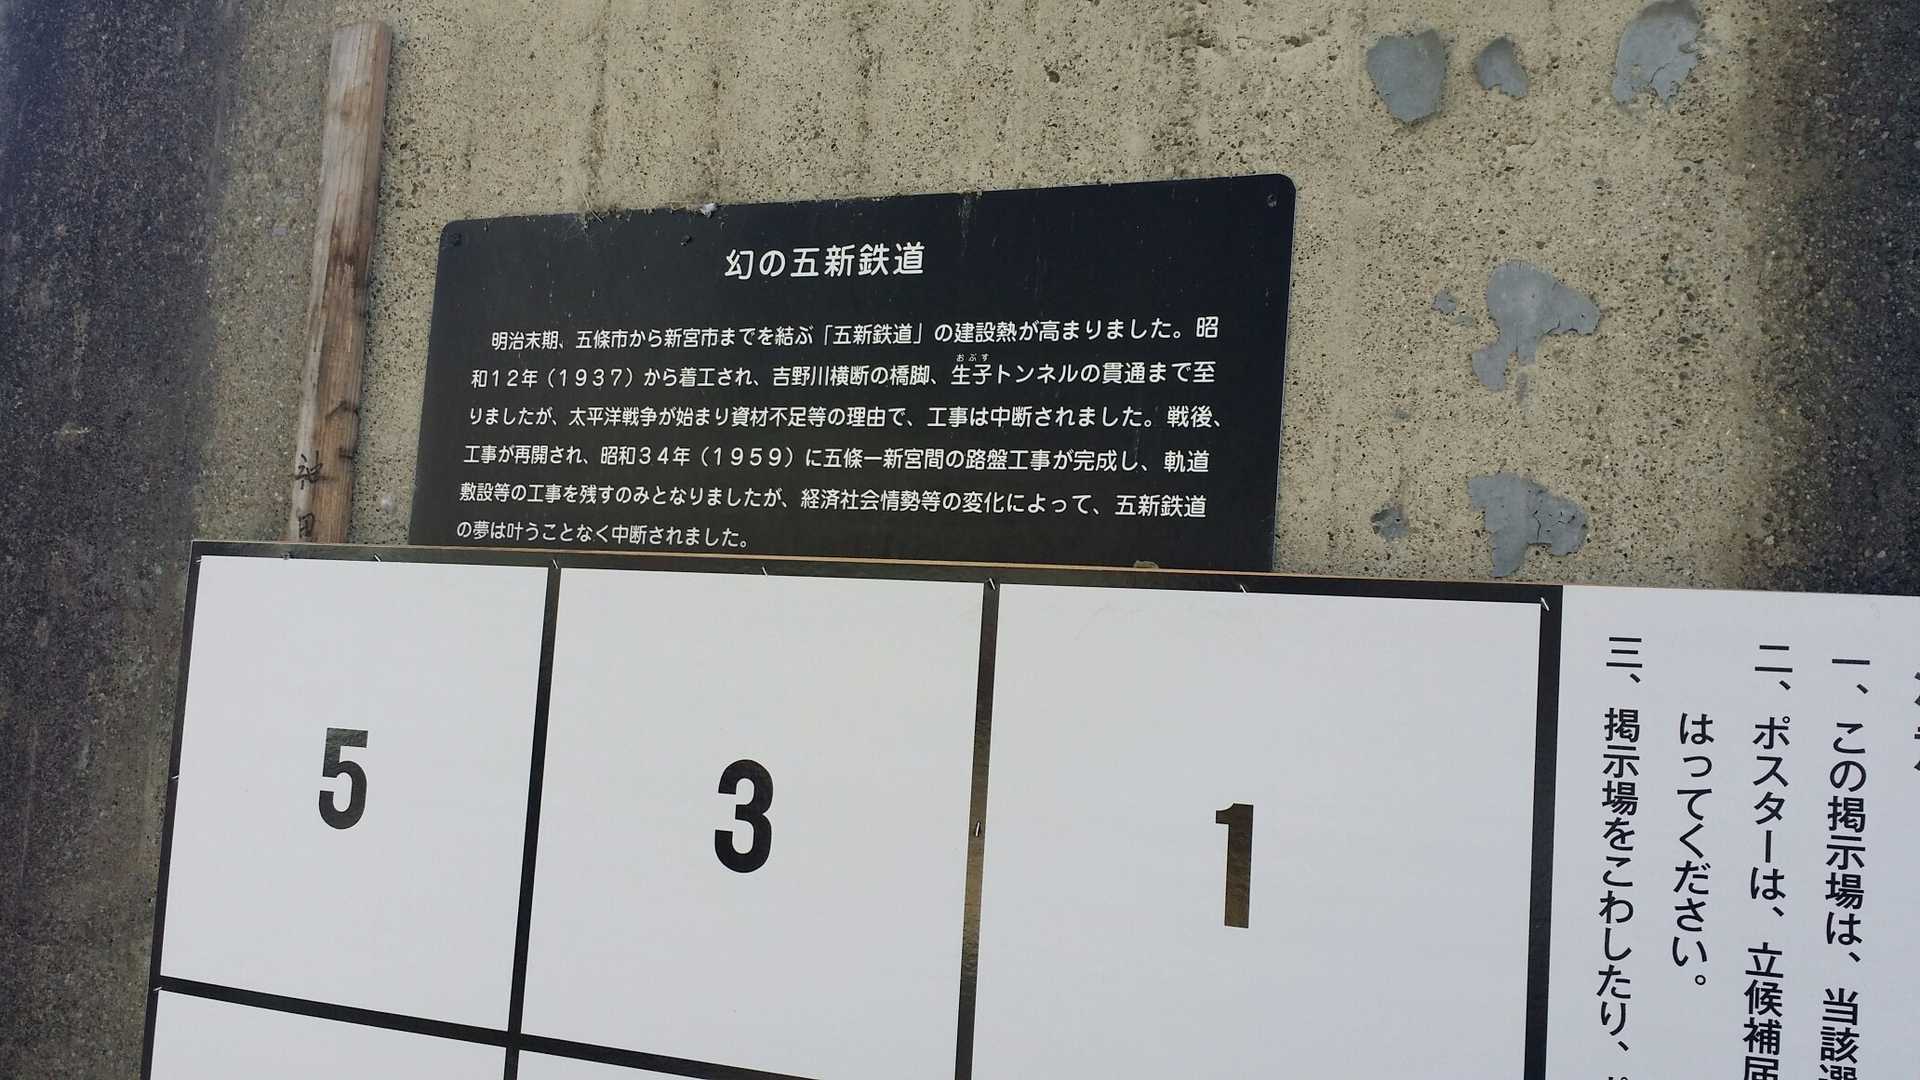 幻の五新鉄道
明治末期、五條市から新宮市までを結ぶ「五新鉄道」の建設熱が高まりました。昭
おぶす
和12年（1937）から着工され、吉野川横断の橋脚、生子トンネルの貫通まで至
りましたが、太平洋戦争が始まり資材不足等の理由で、工事は中断されました。戦後、
工事が再開され、昭和34年（1959）に五條ー新宮間の路盤工事が完成し、軌道
敷設等の工事を残すのみとなりましたが、経済社会情勢等の変化によって、五新鉄道
の夢は叶うことなく中断されました。
5
3
1
一、この掲示場は、当該選
二、ポスターは、立候補届
はってください。
三、掲示場をこわしたり、